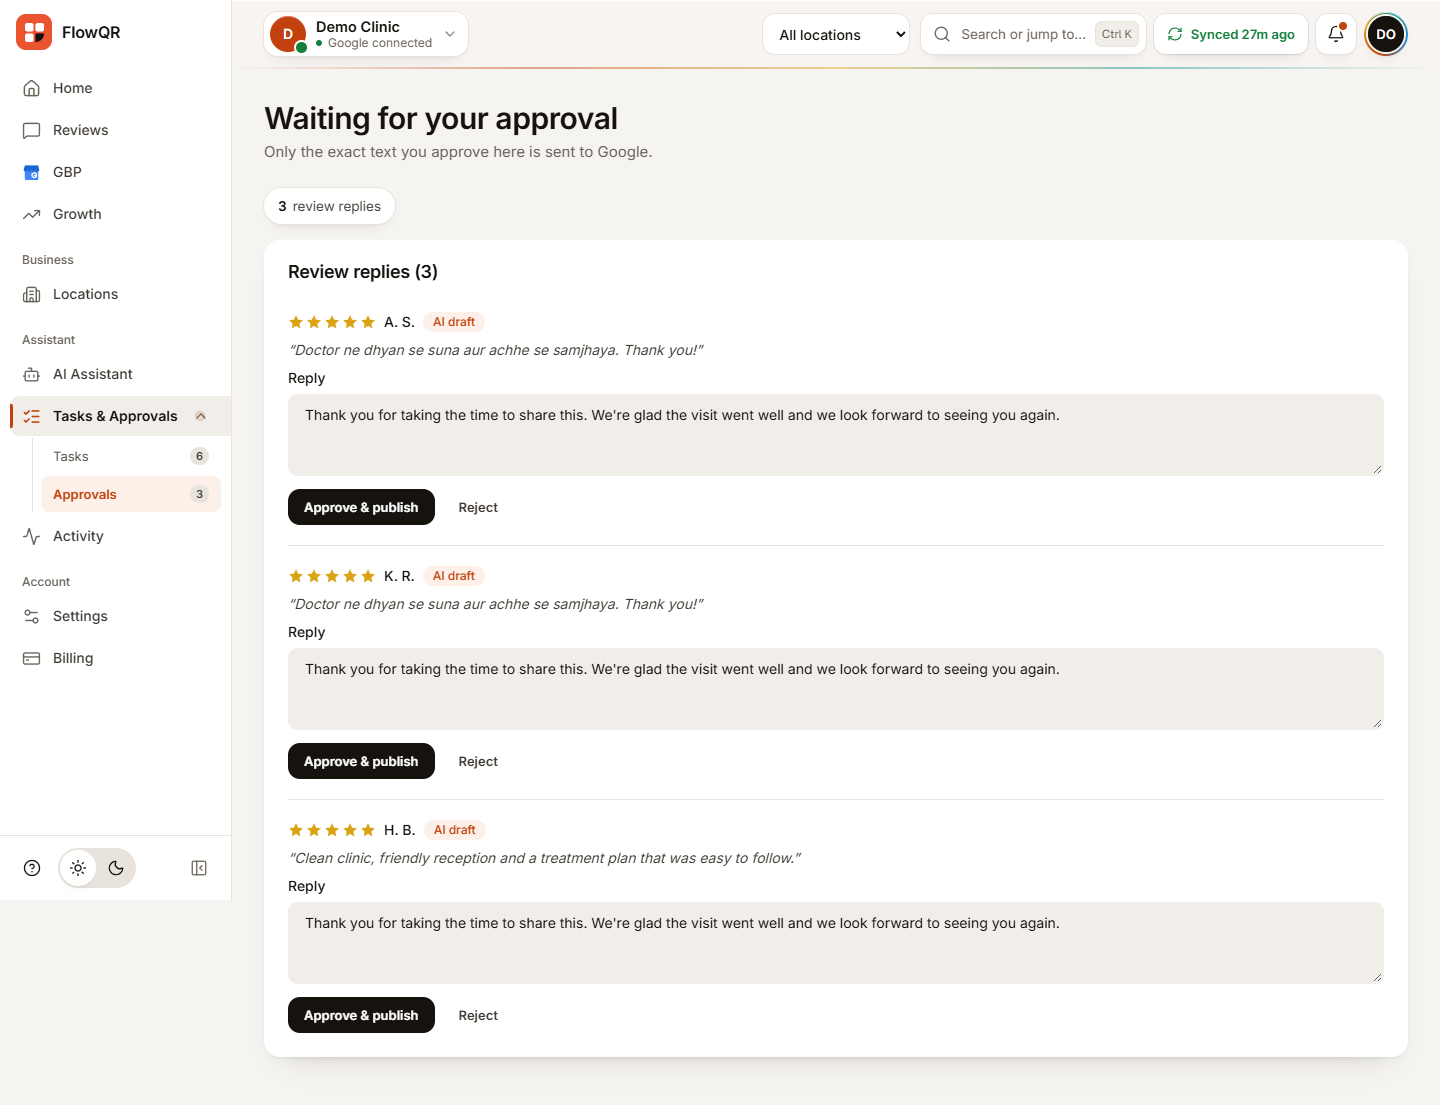 FlowQR
Home
Reviews
GBP
Growth
Business
Locations
Assistant
AI Assistant
Tasks & Approvals
Tasks 6
Approvals 3
Activity
Account
Settings
Billing
D
Demo Clinic
Google connected
All locations
Search or jump to... Ctrl K
Synced 27m ago
DO
Waiting for your approval
Only the exact text you approve here is sent to Google.
3 review replies
Review replies (3)
A. S. AI draft
“Doctor ne dhyan se suna aur achhe se samjhaya. Thank you!”
Reply
Thank you for taking the time to share this. We're glad the visit went well and we look forward to seeing you again.
Approve & publish Reject
K. R. AI draft
“Doctor ne dhyan se suna aur achhe se samjhaya. Thank you!”
Reply
Thank you for taking the time to share this. We're glad the visit went well and we look forward to seeing you again.
Approve & publish Reject
H. B. AI draft
“Clean clinic, friendly reception and a treatment plan that was easy to follow.”
Reply
Thank you for taking the time to share this. We're glad the visit went well and we look forward to seeing you again.
Approve & publish Reject